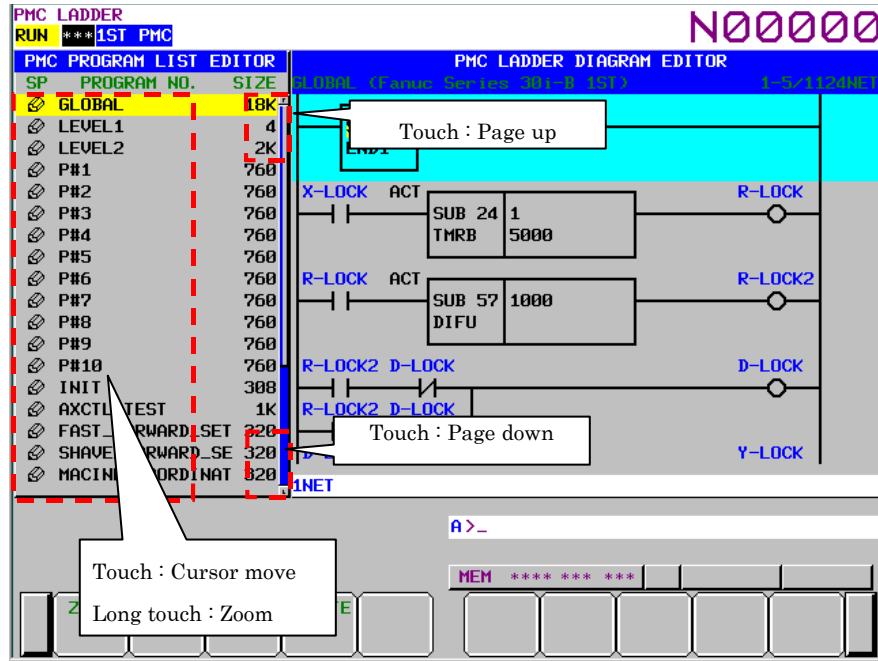 PMC LADDER
N00000
RUN *** 1ST PMC
PMC PROGRAM LIST EDITOR
PMC LADDER DIAGRAM EDITOR
SP PROGRAM NO. SIZE
GLOBAL (Fanuc Series 30i-B 1ST) 1-5/1124NET
GLOBAL 18K
LEVEL1 4
LEVEL2 2K
P#1 760
P#2 760
P#3 760
P#4 760
P#5 760
P#6 760
P#7 760
P#8 760
P#9 760
P#10 760
INIT 308
TEST 1K
SET 320
SE 320
320
Touch : Page up
X-LOCK ACT R-LOCK
SUB 24 1
TMRB 5000
R-LOCK ACT R-LOCK2
SUB 57 1000
DIFU
R-LOCK2 D-LOCK D-LOCK
R-LOCK2 D-LOCK
Touch : Page down
Y-LOCK
1NET
A>_
Touch : Cursor move
Long touch : Zoom
MEM **** *** ***